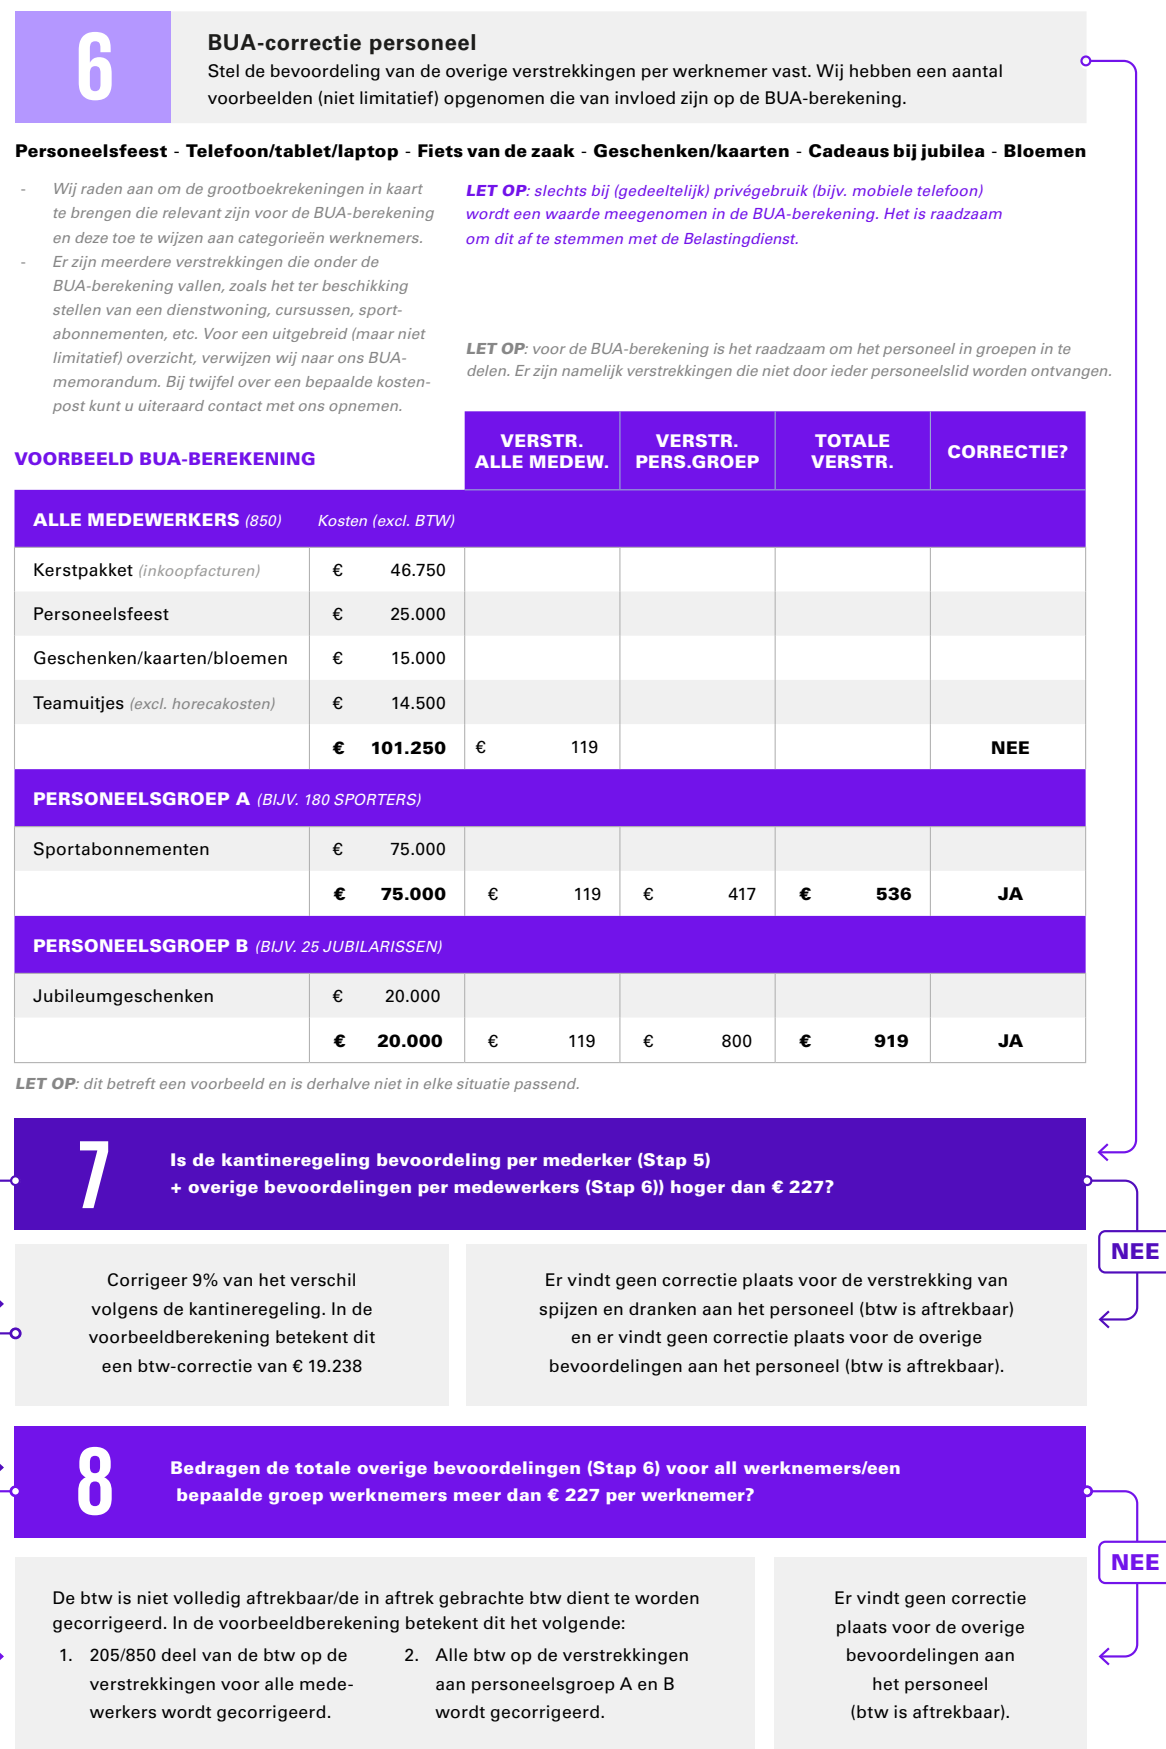 6
BUA-correctie personeel
Stel de bevoordeling van de overige verstrekkingen per werknemer vast. Wij hebben een aantal
voorbeelden (niet limitatief) opgenomen die van invloed zijn op de BUA-berekening.
Personeelsfeest - Telefoon/tablet/laptop - Fiets van de zaak - Geschenken/kaarten - Cadeaus bij jubilea - Bloemen
- Wij raden aan om de grootboekrekeningen in kaart
te brengen die relevant zijn voor de BUA-berekening
en deze toe te wijzen aan categorieën werknemers.
- Er zijn meerdere verstrekkingen die onder de
BUA-berekening vallen, zoals het ter beschikking
stellen van een dienstwoning, cursussen, sport-
abonnementen, etc. Voor een uitgebreid (maar niet
limitatief) overzicht, verwijzen wij naar ons BUA-
memorandum. Bij twijfel over een bepaalde kosten-
post kunt u uiteraard contact met ons opnemen.
LET OP: slechts bij (gedeeltelijk) privégebruik (bijv. mobiele telefoon)
wordt een waarde meegenomen in de BUA-berekening. Het is raadzaam
om dit af te stemmen met de Belastingdienst.
LET OP: voor de BUA-berekening is het raadzaam om het personeel in groepen in te
delen. Er zijn namelijk verstrekkingen die niet door ieder personeelslid worden ontvangen.
VOORBEELD BUA-BEREKENING
VERSTR.
ALLE MEDEW.
VERSTR.
PERS.GROEP
TOTALE
VERSTR.
CORRECTIE?
ALLE MEDEWERKERS (850) Kosten (excl. BTW)
Kerstpakket (inkoopfacturen) € 46.750
Personeelsfeest € 25.000
Geschenken/kaarten/bloemen € 15.000
Teamuitjes (excl. horecakosten) € 14.500
€ 101.250 € 119 NEE
PERSONEELSGROEP A (BIJV. 180 SPORTERS)
Sportabonnementen € 75.000
€ 75.000 € 119 € 417 € 536 JA
PERSONEELSGROEP B (BIJV. 25 JUBILARISSEN)
Jubileumgeschenken € 20.000
€ 20.000 € 119 € 800 € 919 JA
LET OP: dit betreft een voorbeeld en is derhalve niet in elke situatie passend.
7
Is de kantineregeling bevoordeling per mederker (Stap 5)
+ overige bevoordelingen per medewerkers (Stap 6)) hoger dan € 227?
NEE
Corrigeer 9% van het verschil
volgens de kantineregeling. In de
voorbeeldberekening betekent dit
een btw-correctie van € 19.238
Er vindt geen correctie plaats voor de verstrekking van
spijzen en dranken aan het personeel (btw is aftrekbaar)
en er vindt geen correctie plaats voor de overige
bevoordelingen aan het personeel (btw is aftrekbaar).
8
Bedragen de totale overige bevoordelingen (Stap 6) voor all werknemers/een
bepaalde groep werknemers meer dan € 227 per werknemer?
NEE
De btw is niet volledig aftrekbaar/de in aftrek gebrachte btw dient te worden
gecorrigeerd. In de voorbeeldberekening betekent dit het volgende:
1. 205/850 deel van de btw op de
verstrekkingen voor alle mede-
werkers wordt gecorrigeerd.
2. Alle btw op de verstrekkingen
aan personeelsgroep A en B
wordt gecorrigeerd.
Er vindt geen correctie
plaats voor de overige
bevoordelingen aan
het personeel
(btw is aftrekbaar).